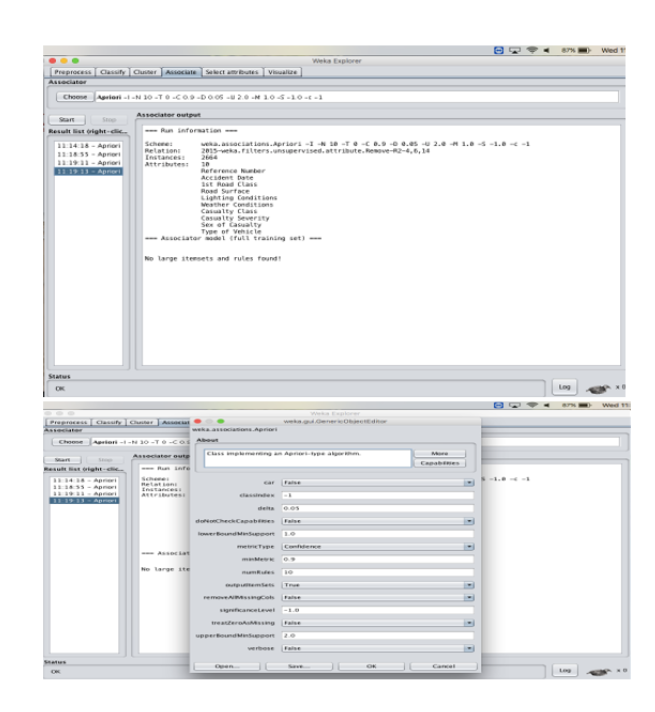 87% Wed 1
Weka Explorer
Preprocess Classify Cluster Associate Select attributes Visualize
Associator
Choose Apriori -I -N 10 -T 0 -C 0.9 -D 0.05 -U 2.0 -M 1.0 -S -1.0 -c -1
Start Stop
Associator output
Result list (right-clic...
11:14:18 - Apriori
11:18:55 - Apriori
11:19:11 - Apriori
11:19:13 - Apriori
=== Run information ===
Scheme: weka.associations.Apriori -I -N 10 -T 0 -C 0.9 -D 0.05 -U 2.0 -M 1.0 -S -1.0 -c -1
Relation: 2015-weka.filters.unsupervised.attribute.Remove-R2-4,6,14
Instances: 2664
Attributes: 10
Reference Number
Accident Date
1st Road Class
Road Surface
Lighting Conditions
Weather Conditions
Casualty Class
Casualty Severity
Sex of Casualty
Type of Vehicle
=== Associator model (full training set) ===
No large itemsets and rules found!
Status
OK
Log x 0
87% Wed 11
Weka Explorer
Preprocess Classify Cluster Associat
weka.gui.GenericObjectEditor
Associator
weka.associations.Apriori
Choose Apriori -I -N 10 -T 0 -C 0.
About
Class implementing an Apriori-type algorithm.
More
Capabilities
Start Stop
Associator outp
Result list (right-clic...
11:14:18 - Apriori
11:18:55 - Apriori
11:19:11 - Apriori
11:19:13 - Apriori
=== Run info
Scheme:
Relation:
Instances:
Attributes:
-S -1.0 -c -1
=== Associat
No large ite
car False
classIndex -1
delta 0.05
doNotCheckCapabilities False
lowerBoundMinSupport 1.0
metricType Confidence
minMetric 0.9
numRules 10
outputItemSets True
removeAllMissingCols False
significanceLevel -1.0
treatZeroAsMissing False
upperBoundMinSupport 2.0
verbose False
Open... Save... OK Cancel
Status
OK
Log x 0